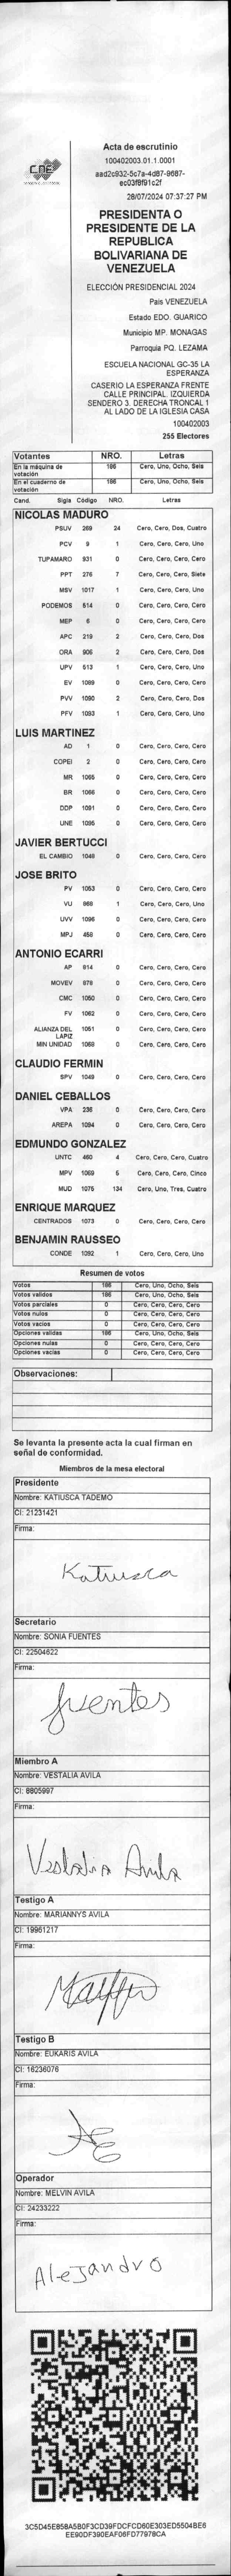 CNE
Acta de escrutinio
100402003.01.1.0001
aad2c932-5c7a-4d87-9687-
ec03f8f91c2f
28/07/2024 07:37:27 PM
PRESIDENTA O
PRESIDENTE DE LA
REPUBLICA
BOLIVARIANA DE
VENEZUELA
ELECCIÓN PRESIDENCIAL 2024
Pais VENEZUELA
Estado EDO. GUARICO
Municipio MP. MONAGAS
Parroquia PQ. LEZAMA
ESCUELA NACIONAL GC-35 LA
ESPERANZA
CASERIO LA ESPERANZA FRENTE
CALLE PRINCIPAL. IZQUIERDA
SENDERO 3. DERECHA TRONCAL 1
AL LADO DE LA IGLESIA CASA
100402003
255 Electores
Votantes NRO. Letras
En la máquina de votación 186 Cero, Uno, Ocho, Seis
En el cuaderno de votación 186 Cero, Uno, Ocho, Seis
Cand. Sigla Código NRO. Letras
NICOLAS MADURO
PSUV 269 24 Cero, Cero, Dos, Cuatro
PCV 9 1 Cero, Cero, Cero, Uno
TUPAMARO 931 0 Cero, Cero, Cero, Cero
PPT 276 7 Cero, Cero, Cero, Siete
MSV 1017 1 Cero, Cero, Cero, Uno
PODEMOS 514 0 Cero, Cero, Cero, Cero
MEP 6 0 Cero, Cero, Cero, Cero
APC 219 2 Cero, Cero, Cero, Dos
ORA 906 2 Cero, Cero, Cero, Dos
UPV 513 1 Cero, Cero, Cero, Uno
EV 1089 0 Cero, Cero, Cero, Cero
PVV 1090 2 Cero, Cero, Cero, Dos
PFV 1093 1 Cero, Cero, Cero, Uno
LUIS MARTINEZ
AD 1 0 Cero, Cero, Cero, Cero
COPEI 2 0 Cero, Cero, Cero, Cero
MR 1065 0 Cero, Cero, Cero, Cero
BR 1066 0 Cero, Cero, Cero, Cero
DDP 1091 0 Cero, Cero, Cero, Cero
UNE 1095 0 Cero, Cero, Cero, Cero
JAVIER BERTUCCI
EL CAMBIO 1048 0 Cero, Cero, Cero, Cero
JOSE BRITO
PV 1053 0 Cero, Cero, Cero, Cero
VU 868 1 Cero, Cero, Cero, Uno
UVV 1096 0 Cero, Cero, Cero, Cero
MPJ 458 0 Cero, Cero, Cero, Cero
ANTONIO ECARRI
AP 914 0 Cero, Cero, Cero, Cero
MOVEV 978 0 Cero, Cero, Cero, Cero
CMC 1050 0 Cero, Cero, Cero, Cero
FV 1062 0 Cero, Cero, Cero, Cero
ALIANZA DEL LAPIZ 1051 0 Cero, Cero, Cero, Cero
MIN UNIDAD 1069 0 Cero, Cero, Cero, Cero
CLAUDIO FERMIN
SPV 1049 0 Cero, Cero, Cero, Cero
DANIEL CEBALLOS
VPA 236 0 Cero, Cero, Cero, Cero
AREPA 1094 0 Cero, Cero, Cero, Cero
EDMUNDO GONZALEZ
UNTC 460 4 Cero, Cero, Cero, Cuatro
MPV 1069 5 Cero, Cero, Cero, Cinco
MUD 1075 134 Cero, Uno, Tres, Cuatro
ENRIQUE MARQUEZ
CENTRADOS 1073 0 Cero, Cero, Cero, Cero
BENJAMIN RAUSSEO
CONDE 1092 1 Cero, Cero, Cero, Uno
Resumen de votos
Votos 186 Cero, Uno, Ocho, Seis
Votos validos 186 Cero, Uno, Ocho, Seis
Votos parciales 0 Cero, Cero, Cero, Cero
Votos nulos 0 Cero, Cero, Cero, Cero
Votos vacios 0 Cero, Cero, Cero, Cero
Opciones validas 186 Cero, Uno, Ocho, Seis
Opciones nulas 0 Cero, Cero, Cero, Cero
Opciones vacias 0 Cero, Cero, Cero, Cero
Observaciones:
Se levanta la presente acta la cual firman en
señal de conformidad.
Miembros de la mesa electoral
Presidente
Nombre: KATIUSCA TADEMO
CI: 21231421
Firma:
Katiusca
Secretario
Nombre: SONIA FUENTES
CI: 22504622
Firma:
fuentes
Miembro A
Nombre: VESTALIA AVILA
CI: 8805997
Firma:
Vestalia Avila
Testigo A
Nombre: MARIANNYS AVILA
CI: 19961217
Firma:
Testigo B
Nombre: EUKARIS AVILA
CI: 16236076
Firma:
Operador
Nombre: MELVIN AVILA
CI: 24233222
Firma:
Alejandro
3C5D45E858A5B0F3CD39FDCFCD60E303ED5504BE6
EE90DF390EAF06FD77978CA